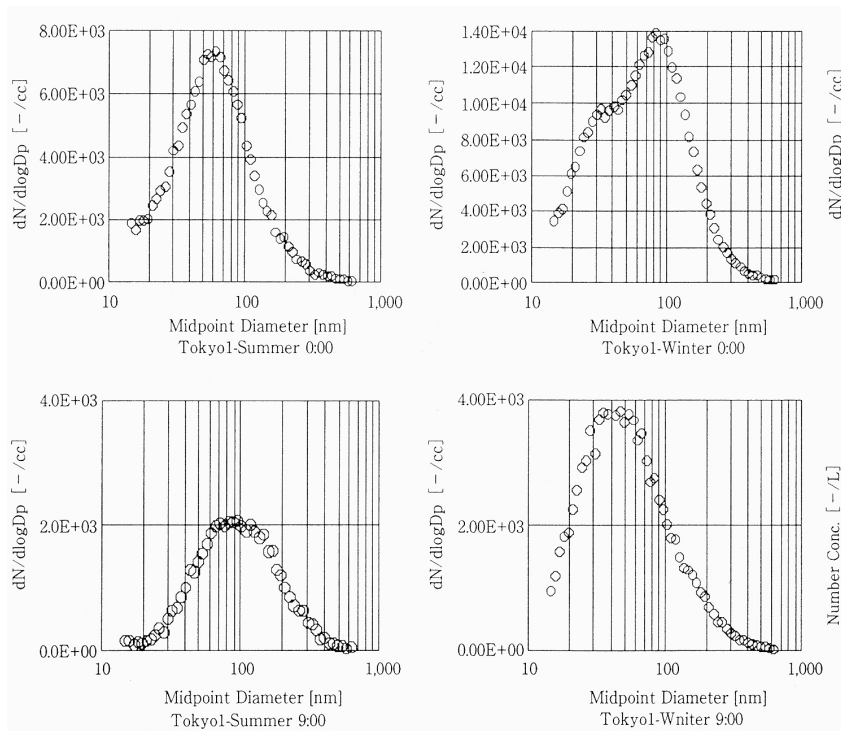 8.00E+03
6.00E+03
4.00E+03
2.00E+03
0.00E+00
dN/dlogDp [-/cc]
10 100 1,000
Midpoint Diameter [nm]
Tokyo1-Summer 0:00
1.40E+04
1.20E+04
1.00E+04
8.00E+03
6.00E+03
4.00E+03
2.00E+03
0.00E+00
dN/dlogDp [-/cc]
10 100 1,000
Midpoint Diameter [nm]
Tokyo1-Winter 0:00
dN/dlogDp [-/cc]
4.0E+03
2.0E+03
0.0E+00
dN/dlogDp [-/cc]
10 100 1,000
Midpoint Diameter [nm]
Tokyo1-Summer 9:00
4.00E+03
2.00E+03
0.00E+00
dN/dlogDp [-/cc]
10 100 1,000
Midpoint Diameter [nm]
Tokyo1-Wniter 9:00
Number Conc. [-/L]